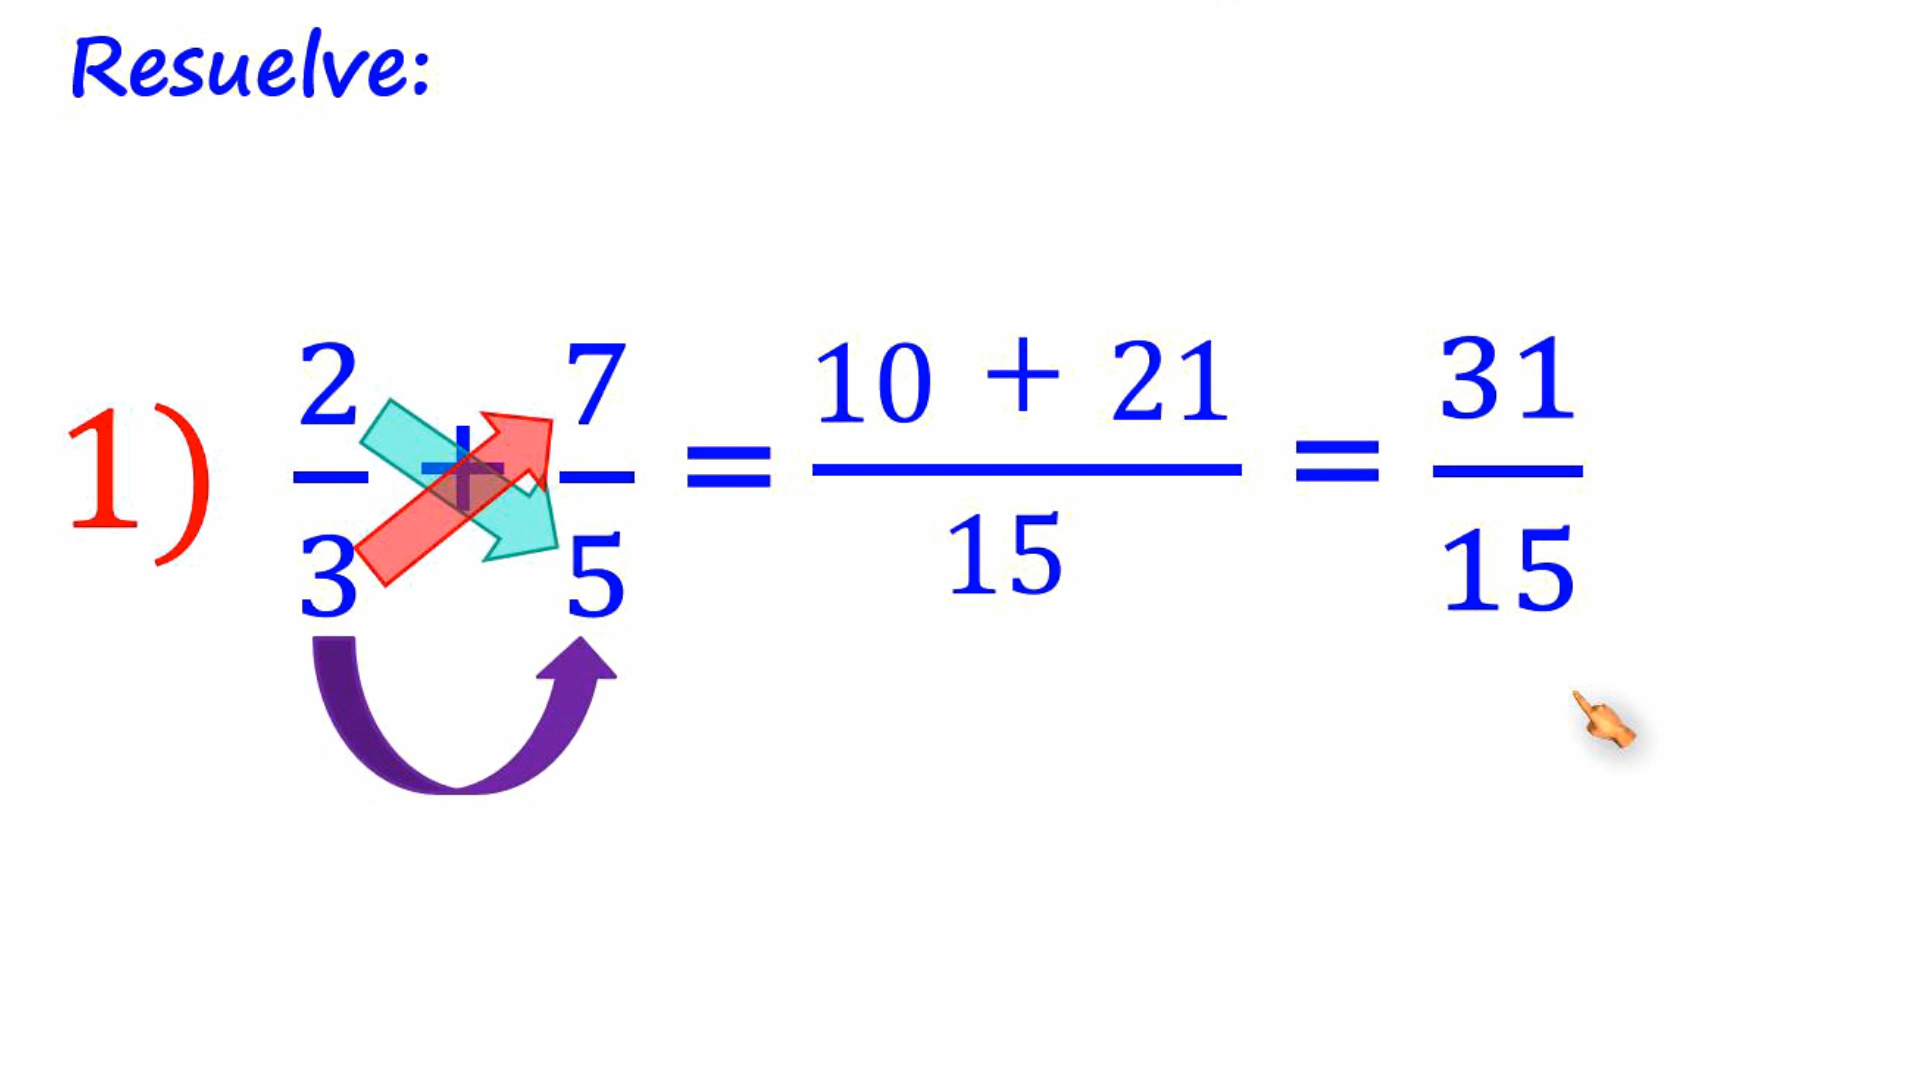 Resuelve:
1) 2/3 + 7/5 = (10 + 21)/15 = 31/15